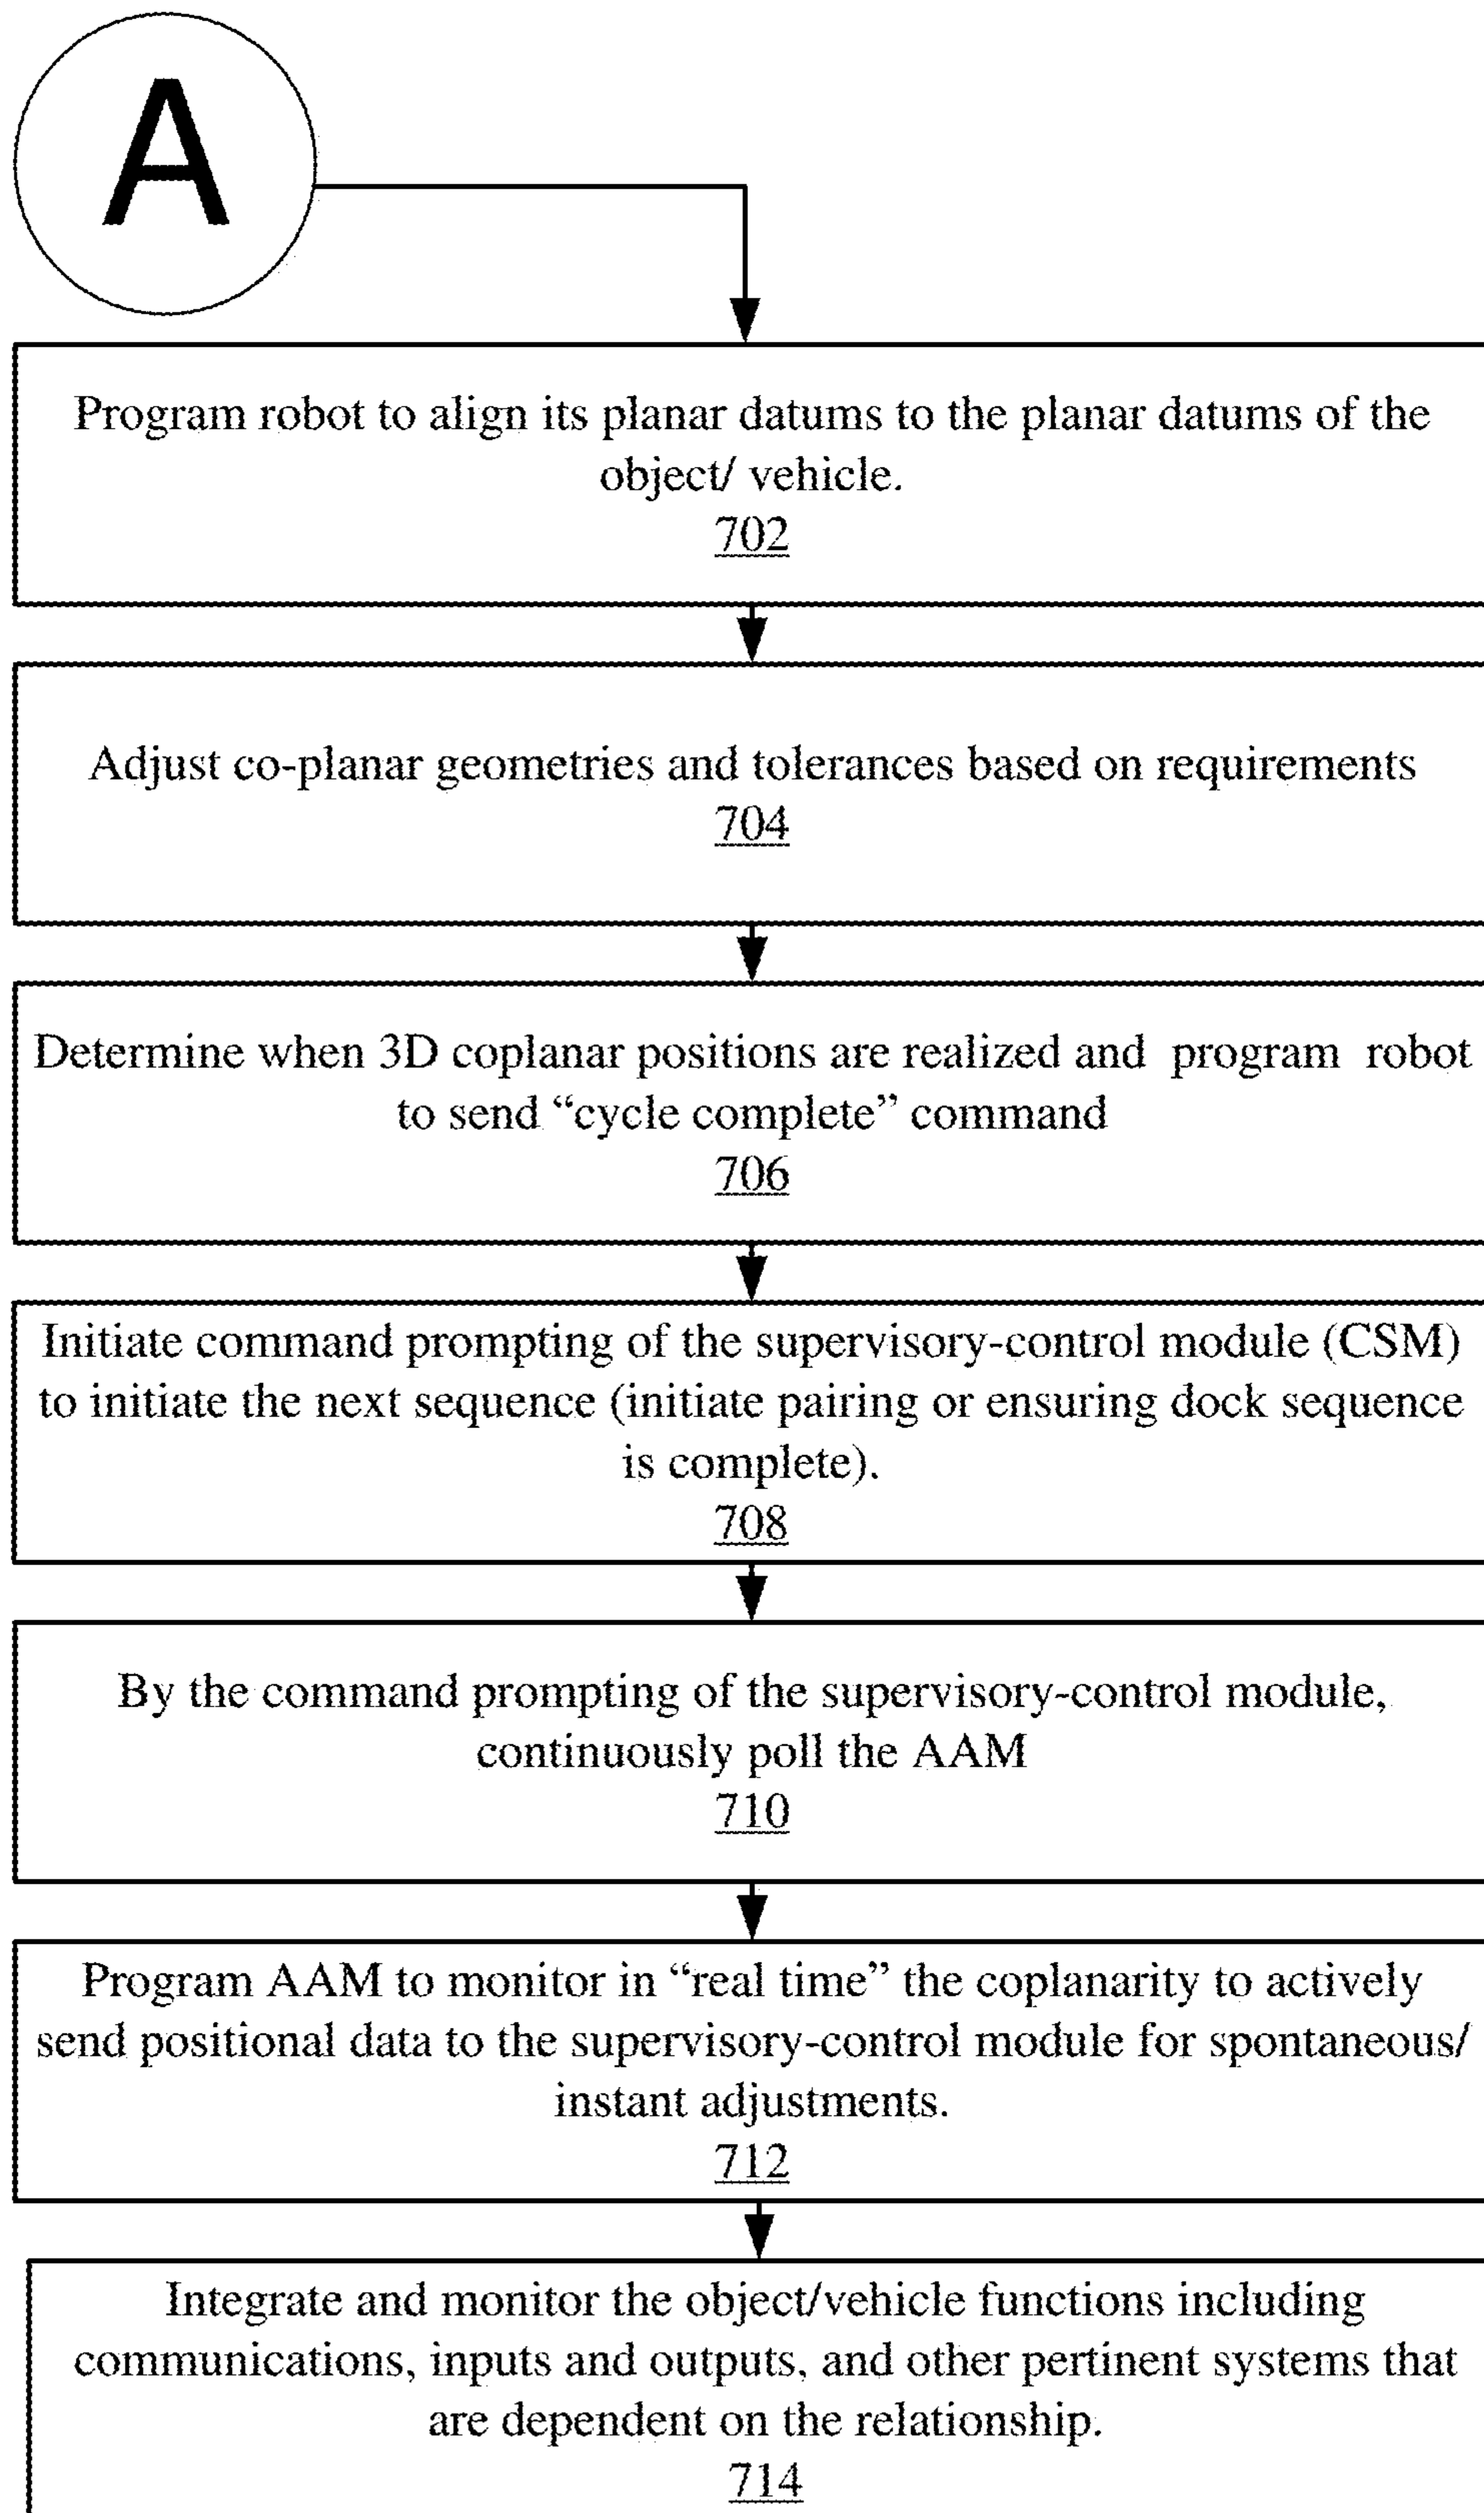 A
Program robot to align its planar datums to the planar datums of the
object/ vehicle.
702
Adjust co-planar geometries and tolerances based on requirements
704
Determine when 3D coplanar positions are realized and program robot
to send “cycle complete” command
706
Initiate command prompting of the supervisory-control module (CSM)
to initiate the next sequence (initiate pairing or ensuring dock sequence
is complete).
708
By the command prompting of the supervisory-control module,
continuously poll the AAM
710
Program AAM to monitor in “real time” the coplanarity to actively
send positional data to the supervisory-control module for spontaneous/
instant adjustments.
712
Integrate and monitor the object/vehicle functions including
communications, inputs and outputs, and other pertinent systems that
are dependent on the relationship.
714